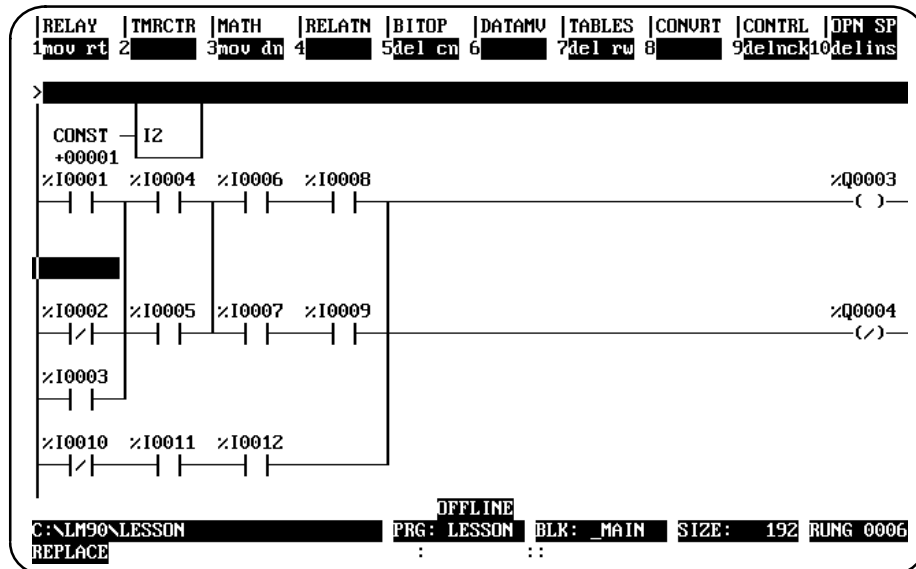 |RELAY |TMRCTR |MATH |RELATN |BITOP |DATAMV |TABLES |CONVRT |CONTRL |OPN SP
1mov rt 2 3mov dn 4 5del cn 6 7del rw 8 9delnck10delins
>
CONST I2
+00001
%I0001 %I0004 %I0006 %I0008 %Q0003
%I0002 %I0005 %I0007 %I0009 %Q0004
%I0003
%I0010 %I0011 %I0012
OFFLINE
C:\LM90\LESSON PRG: LESSON BLK: _MAIN SIZE: 192 RUNG 0006
REPLACE : ::